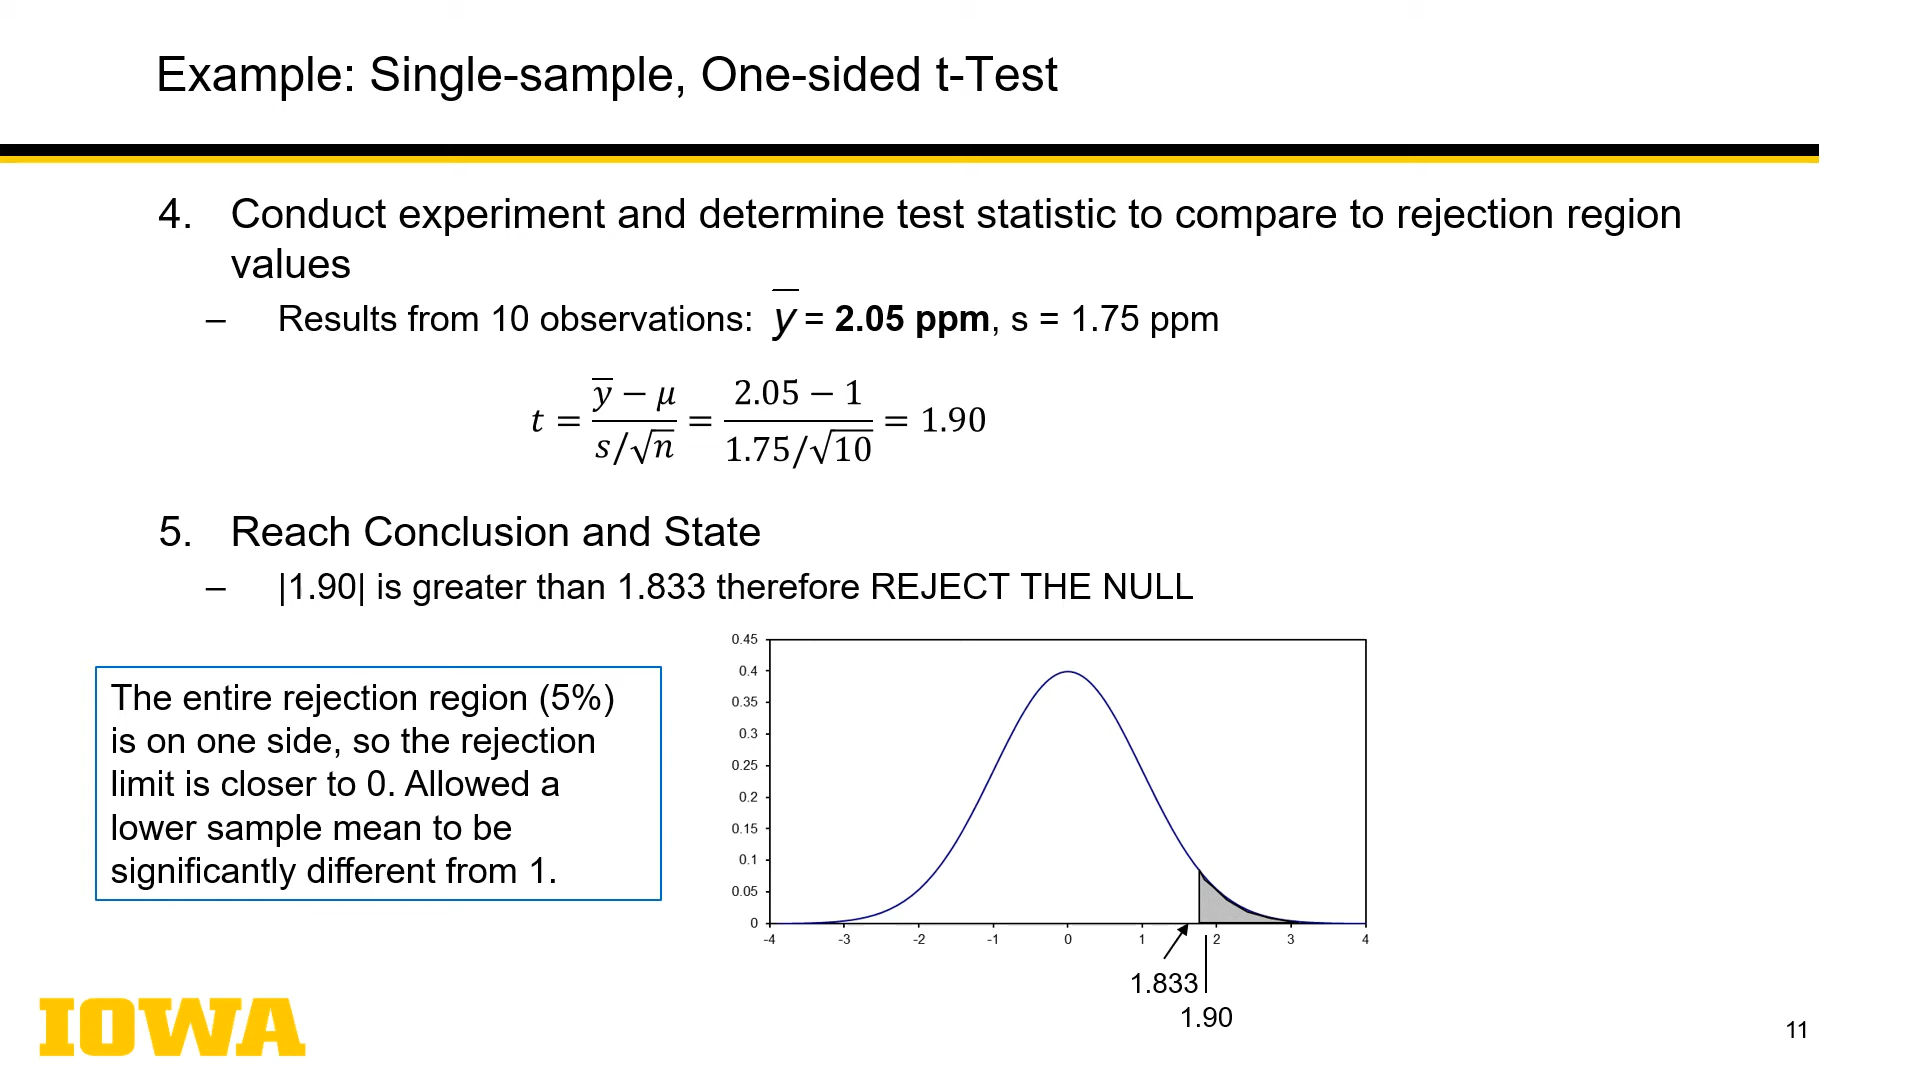 Example: Single-sample, One-sided t-Test
4. Conduct experiment and determine test statistic to compare to rejection region
values
– Results from 10 observations: y̅ = 2.05 ppm, s = 1.75 ppm
t = (y̅ − μ)/(s/√n) = (2.05 − 1)/(1.75/√10) = 1.90
5. Reach Conclusion and State
– |1.90| is greater than 1.833 therefore REJECT THE NULL
The entire rejection region (5%)
is on one side, so the rejection
limit is closer to 0. Allowed a
lower sample mean to be
significantly different from 1.
0.45
0.4
0.35
0.3
0.25
0.2
0.15
0.1
0.05
0
-4 -3 -2 -1 0 1 2 3 4
1.833
1.90
IOWA
11